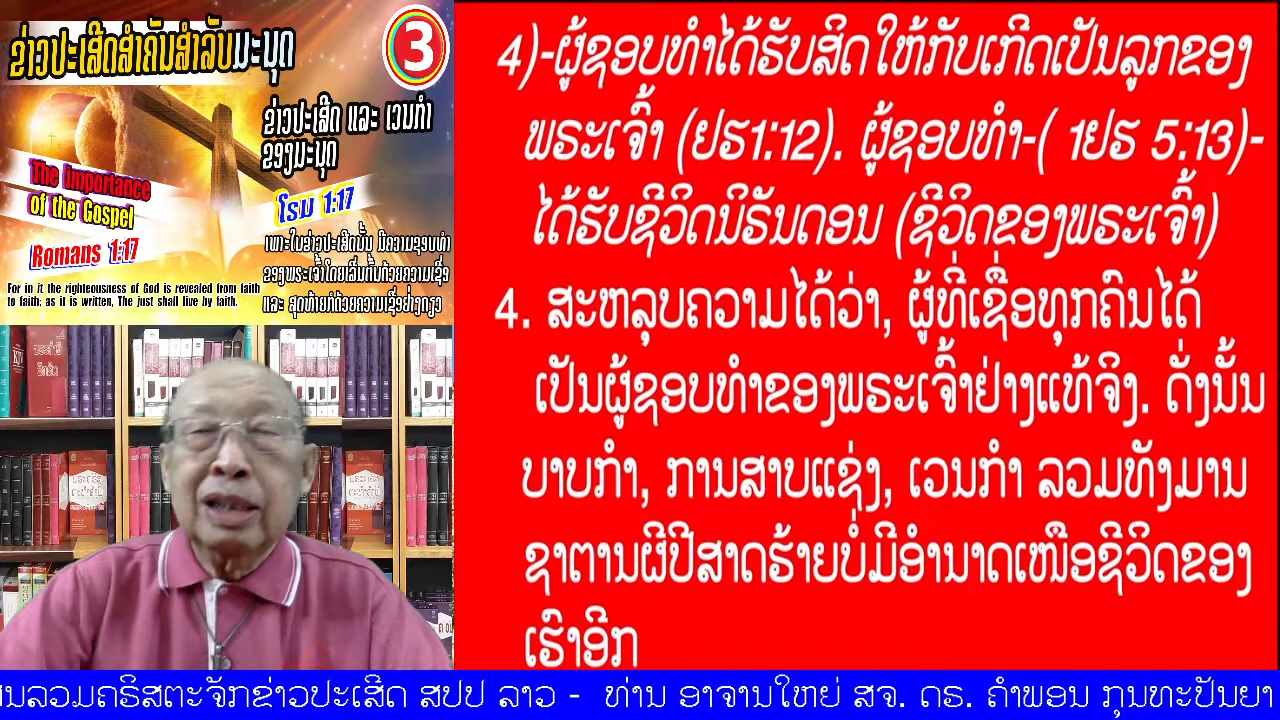 ຂ່າວປະເສີດສຳຄັນສຳລັບມະນຸດ
3
ຂ່າວປະເສີດ ແລະ ເວນກຳ
ຂອງມະນຸດ
The importance
of the Gospel
ໂຣມ 1:17
Romans 1:17
ເພາະໃນຂ່າວປະເສີດນັ້ນ ມີຄວາມຊອບທຳ
ຂອງພຣະເຈົ້າໂດຍເລີ່ມຕົ້ນດ້ວຍຄວາມເຊື່ອ
ແລະ ສຸດທ້າຍກໍດ້ວຍຄວາມເຊື່ອຢ່າງດຽວ
For in it the righteousness of God is revealed from faith
to faith; as it is written, The just shall live by faith.
4)-ຜູ້ຊອບທຳໄດ້ຮັບສິດໃຫ້ກັບເກີດເປັນລູກຂອງ
ພຣະເຈົ້າ (ຢຮ1:12). ຜູ້ຊອບທຳ-( 1ຢຮ 5:13)-
ໄດ້ຮັບຊີວິດນິຣັນດອນ (ຊີວິດຂອງພຣະເຈົ້າ)
4. ສະຫລຸບຄວາມໄດ້ວ່າ, ຜູ້ທີ່ເຊື່ອທຸກຄົນໄດ້
ເປັນຜູ້ຊອບທຳຂອງພຣະເຈົ້າຢ່າງແທ້ຈິງ. ດັ່ງນັ້ນ
ບາບກຳ, ການສາບແຊ່ງ, ເວນກຳ ລວມທັງມານ
ຊາຕານຜີປີສາດຮ້າຍບໍ່ມີອຳນາດເໜືອຊີວິດຂອງ
ເຮົາອີກ
ສນລວມຄຣິສຕະຈັກຂ່າວປະເສີດ ສປປ ລາວ - ທ່ານ ອາຈານໃຫຍ່ ສຈ. ດຣ. ຄຳພອນ ກຸນທະປັນຍາ